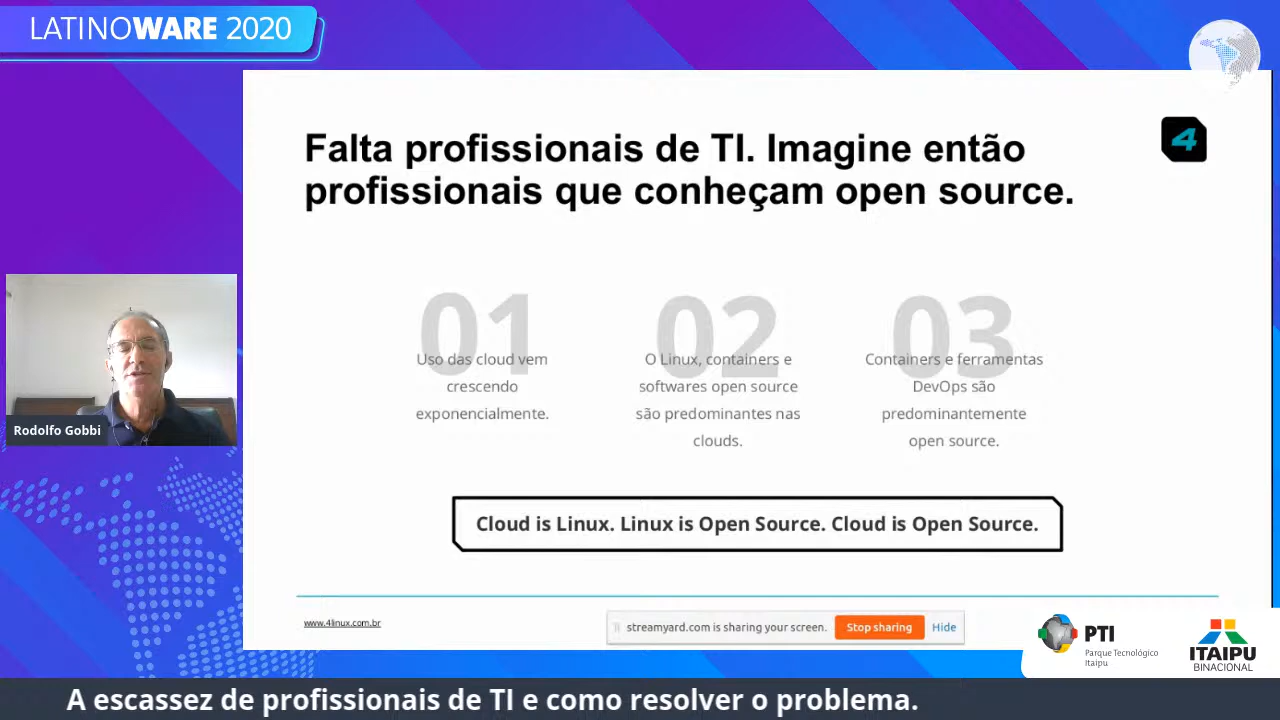 LATINOWARE 2020
Falta profissionais de TI. Imagine então
profissionais que conheçam open source.
4
01
Uso das cloud vem
crescendo
exponencialmente.
02
O Linux, containers e
softwares open source
são predominantes nas
clouds.
03
Containers e ferramentas
DevOps são
predominantemente
open source.
Rodolfo Gobbi
Cloud is Linux. Linux is Open Source. Cloud is Open Source.
www.4linux.com.br
streamyard.com is sharing your screen.
Stop sharing
Hide
PTI
Parque Tecnológico
Itaipu
ITAIPU
BINACIONAL
A escassez de profissionais de TI e como resolver o problema.